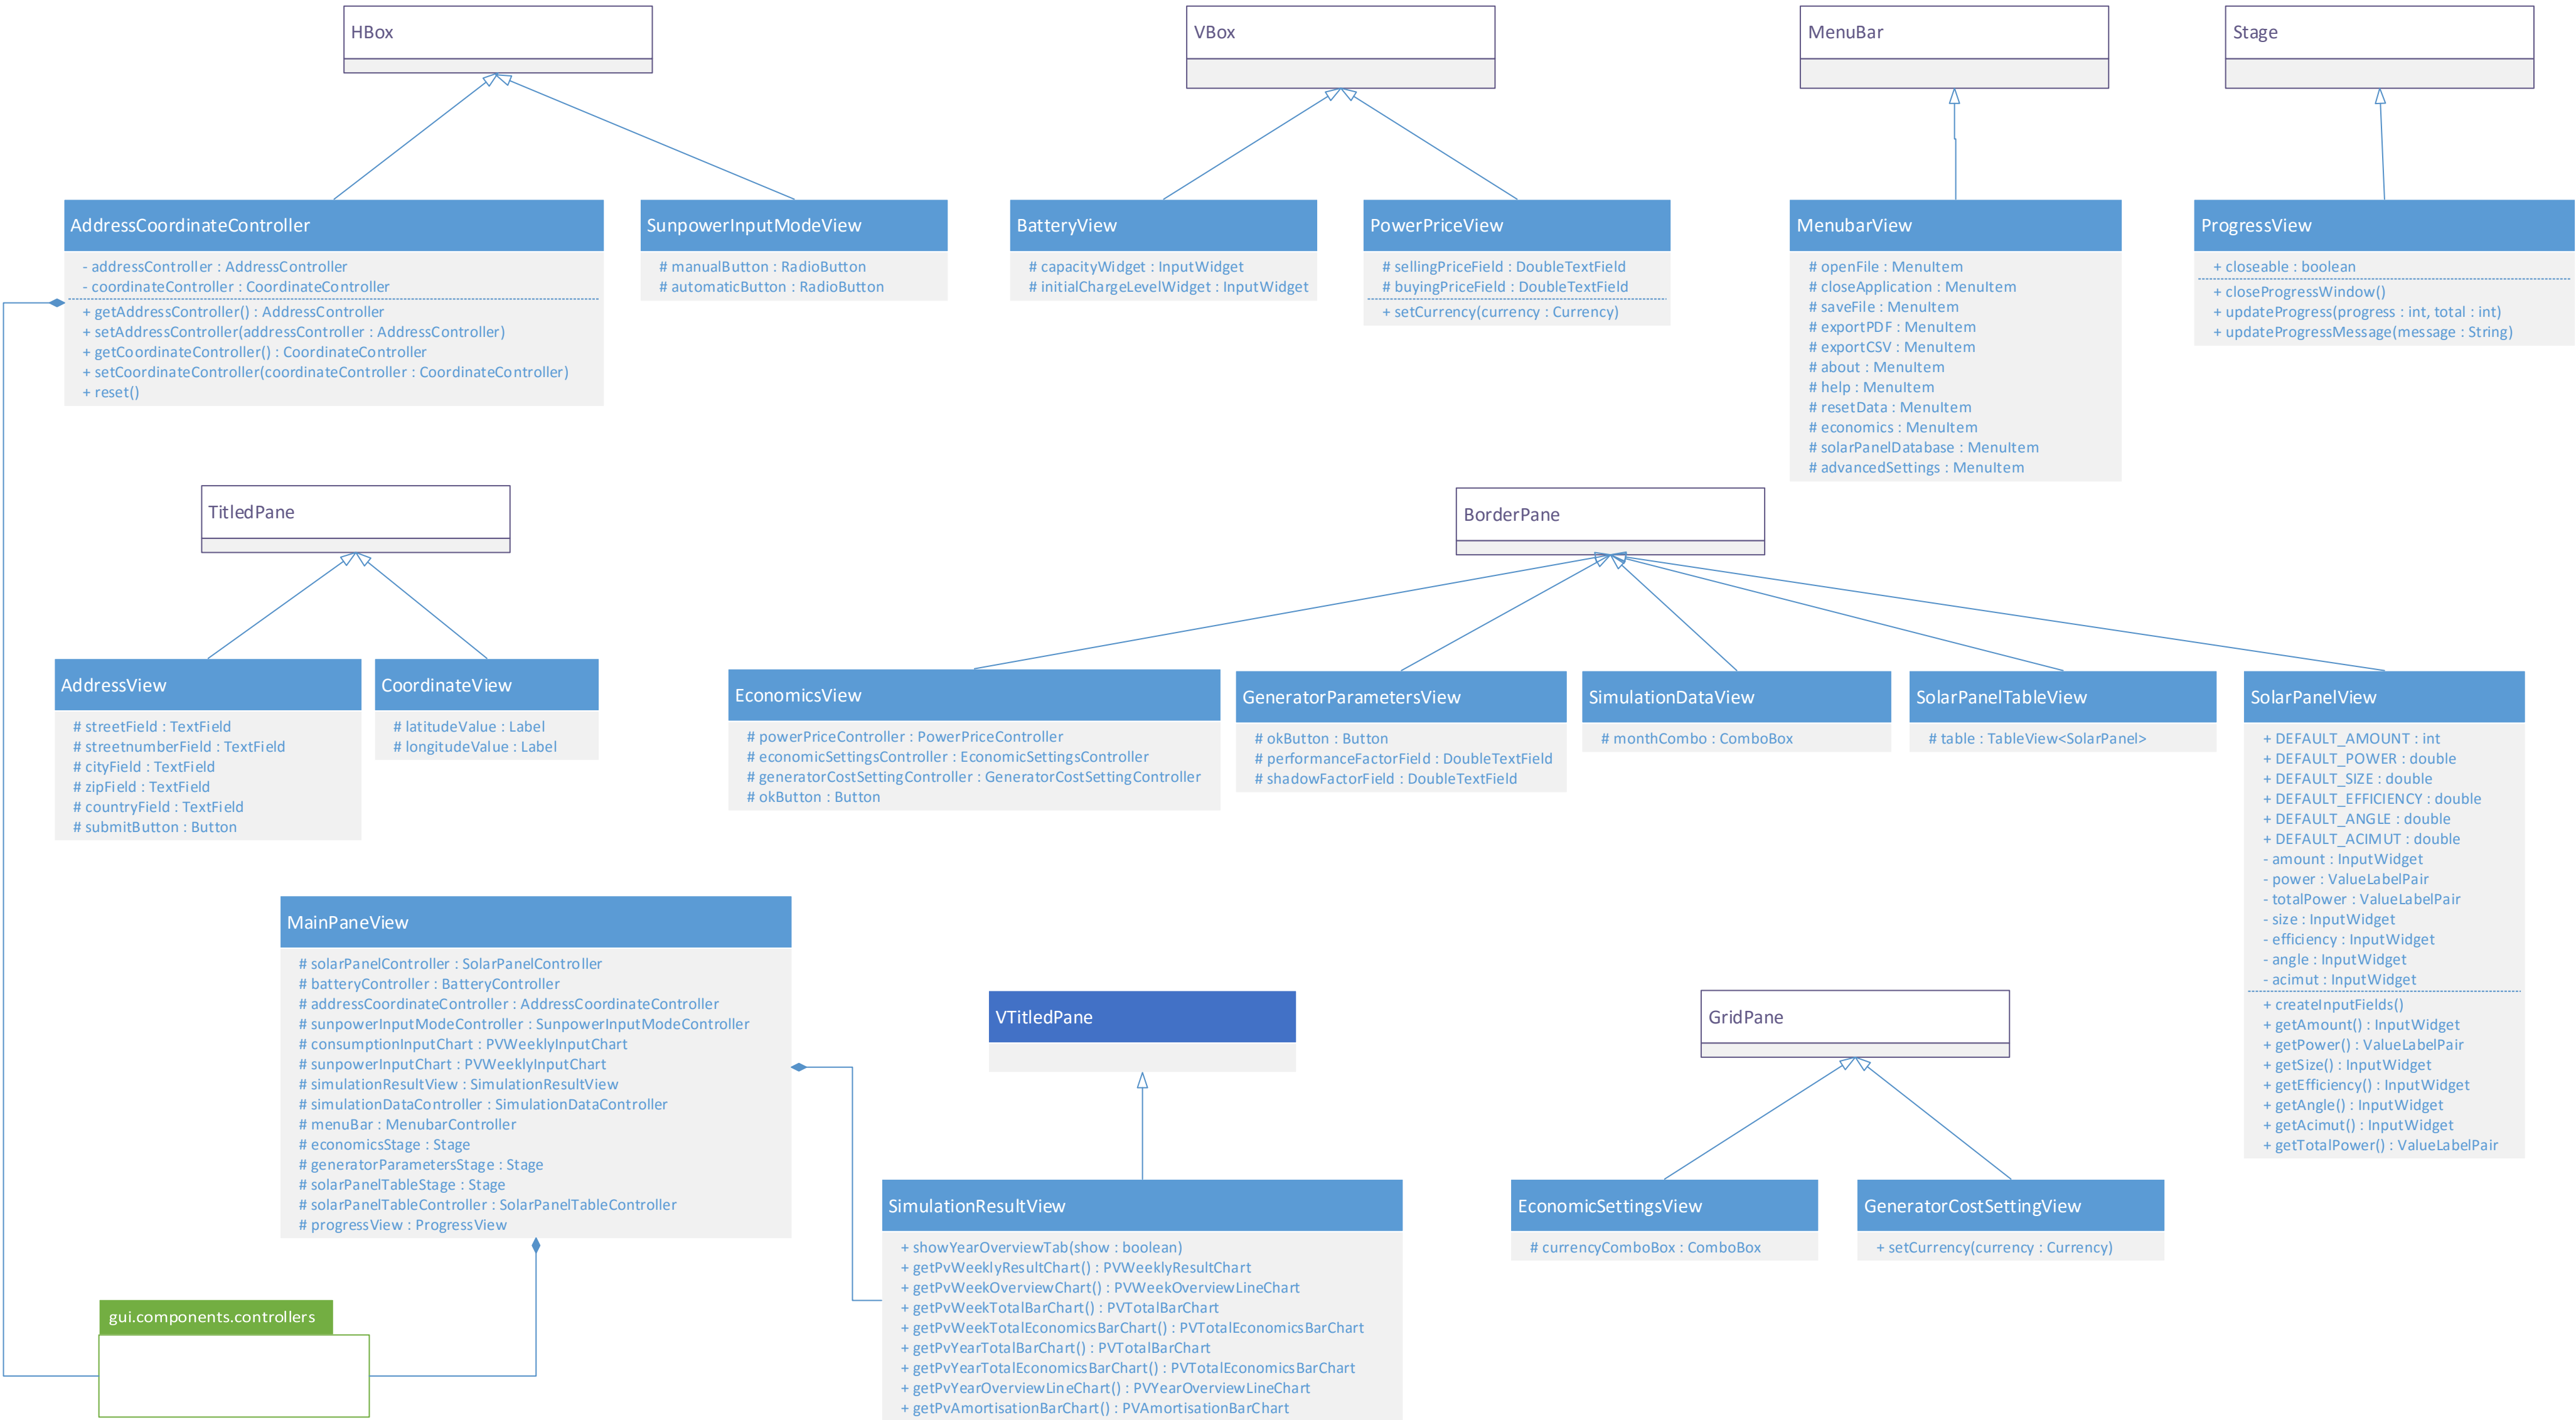 HBox
VBox
MenuBar
Stage
AddressCoordinateController
- addressController : AddressController
- coordinateController : CoordinateController
+ getAddressController() : AddressController
+ setAddressController(addressController : AddressController)
+ getCoordinateController() : CoordinateController
+ setCoordinateController(coordinateController : CoordinateController)
+ reset()
SunpowerInputModeView
# manualButton : RadioButton
# automaticButton : RadioButton
BatteryView
# capacityWidget : InputWidget
# initialChargeLevelWidget : InputWidget
PowerPriceView
# sellingPriceField : DoubleTextField
# buyingPriceField : DoubleTextField
+ setCurrency(currency : Currency)
MenubarView
# openFile : MenuItem
# closeApplication : MenuItem
# saveFile : MenuItem
# exportPDF : MenuItem
# exportCSV : MenuItem
# about : MenuItem
# help : MenuItem
# resetData : MenuItem
# economics : MenuItem
# solarPanelDatabase : MenuItem
# advancedSettings : MenuItem
ProgressView
+ closeable : boolean
+ closeProgressWindow()
+ updateProgress(progress : int, total : int)
+ updateProgressMessage(message : String)
TitledPane
BorderPane
AddressView
# streetField : TextField
# streetnumberField : TextField
# cityField : TextField
# zipField : TextField
# countryField : TextField
# submitButton : Button
CoordinateView
# latitudeValue : Label
# longitudeValue : Label
EconomicsView
# powerPriceController : PowerPriceController
# economicSettingsController : EconomicSettingsController
# generatorCostSettingController : GeneratorCostSettingController
# okButton : Button
GeneratorParametersView
# okButton : Button
# performanceFactorField : DoubleTextField
# shadowFactorField : DoubleTextField
SimulationDataView
# monthCombo : ComboBox
SolarPanelTableView
# table : TableView<SolarPanel>
SolarPanelView
+ DEFAULT_AMOUNT : int
+ DEFAULT_POWER : double
+ DEFAULT_SIZE : double
+ DEFAULT_EFFICIENCY : double
+ DEFAULT_ANGLE : double
+ DEFAULT_ACIMUT : double
- amount : InputWidget
- power : ValueLabelPair
- totalPower : ValueLabelPair
- size : InputWidget
- efficiency : InputWidget
- angle : InputWidget
- acimut : InputWidget
+ createInputFields()
+ getAmount() : InputWidget
+ getPower() : ValueLabelPair
+ getSize() : InputWidget
+ getEfficiency() : InputWidget
+ getAngle() : InputWidget
+ getAcimut() : InputWidget
+ getTotalPower() : ValueLabelPair
MainPaneView
# solarPanelController : SolarPanelController
# batteryController : BatteryController
# addressCoordinateController : AddressCoordinateController
# sunpowerInputModeController : SunpowerInputModeController
# consumptionInputChart : PVWeeklyInputChart
# sunpowerInputChart : PVWeeklyInputChart
# simulationResultView : SimulationResultView
# simulationDataController : SimulationDataController
# menuBar : MenubarController
# economicsStage : Stage
# generatorParametersStage : Stage
# solarPanelTableStage : Stage
# solarPanelTableController : SolarPanelTableController
# progressView : ProgressView
VTitledPane
GridPane
SimulationResultView
+ showYearOverviewTab(show : boolean)
+ getPvWeeklyResultChart() : PVWeeklyResultChart
+ getPvWeekOverviewChart() : PVWeekOverviewLineChart
+ getPvWeekTotalBarChart() : PVTotalBarChart
+ getPvWeekTotalEconomicsBarChart() : PVTotalEconomicsBarChart
+ getPvYearTotalBarChart() : PVTotalBarChart
+ getPvYearTotalEconomicsBarChart() : PVTotalEconomicsBarChart
+ getPvYearOverviewLineChart() : PVYearOverviewLineChart
+ getPvAmortisationBarChart() : PVAmortisationBarChart
EconomicSettingsView
# currencyComboBox : ComboBox
GeneratorCostSettingView
+ setCurrency(currency : Currency)
gui.components.controllers